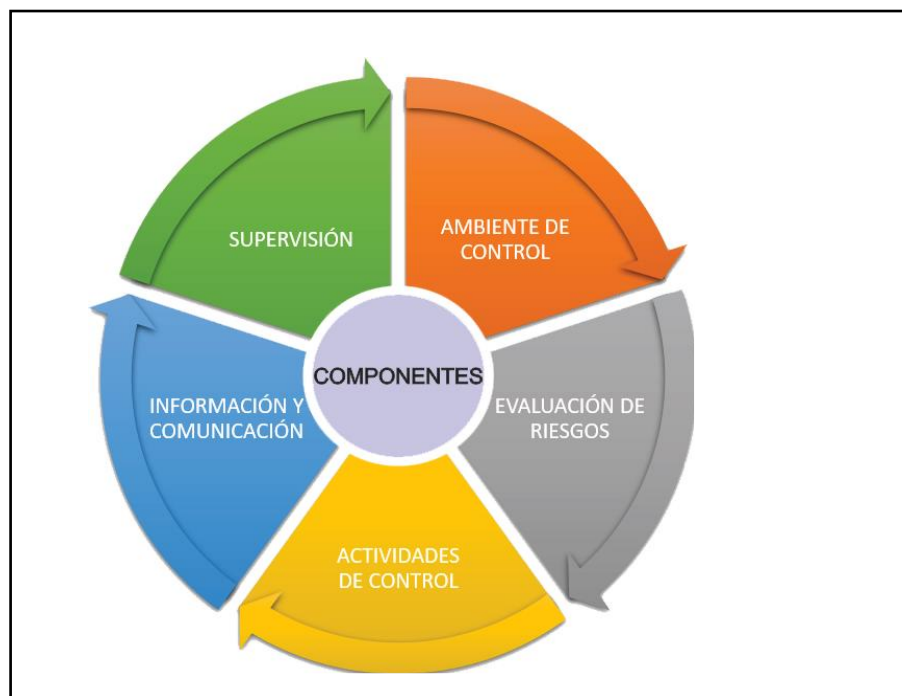 SUPERVISIÓN
AMBIENTE DE
CONTROL
COMPONENTES
INFORMACIÓN Y
COMUNICACIÓN
EVALUACIÓN DE
RIESGOS
ACTIVIDADES
DE CONTROL